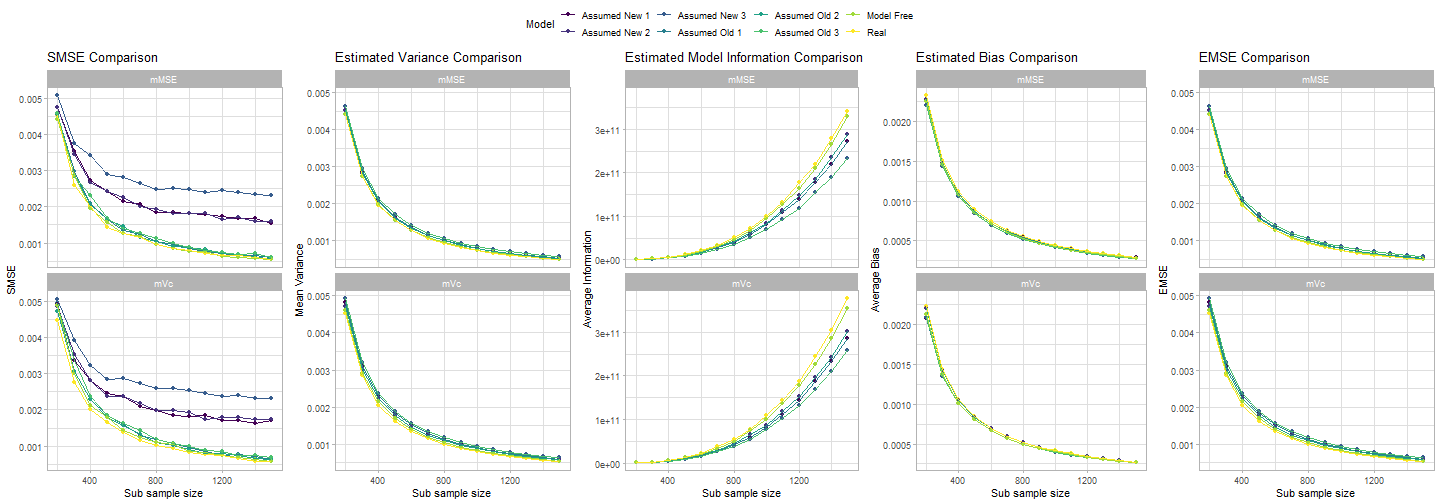 Model Assumed New 1 Assumed New 3 Assumed Old 2 Model Free
Assumed New 2 Assumed Old 1 Assumed Old 3 Real
SMSE Comparison
mMSE
0.005
0.004
0.003
0.002
0.001
mVc
0.005
0.004
0.003
0.002
0.001
400 800 1200
Sub sample size
SMSE
Estimated Variance Comparison
mMSE
0.005
0.004
0.003
0.002
0.001
mVc
0.005
0.004
0.003
0.002
0.001
400 800 1200
Sub sample size
Mean Variance
Estimated Model Information Comparison
mMSE
3e+11
2e+11
1e+11
0e+00
mVc
3e+11
2e+11
1e+11
0e+00
400 800 1200
Sub sample size
Average Information
Estimated Bias Comparison
mMSE
0.0020
0.0015
0.0010
0.0005
mVc
0.0020
0.0015
0.0010
0.0005
400 800 1200
Sub sample size
Average Bias
EMSE Comparison
mMSE
0.005
0.004
0.003
0.002
0.001
mVc
0.005
0.004
0.003
0.002
0.001
400 800 1200
Sub sample size
EMSE